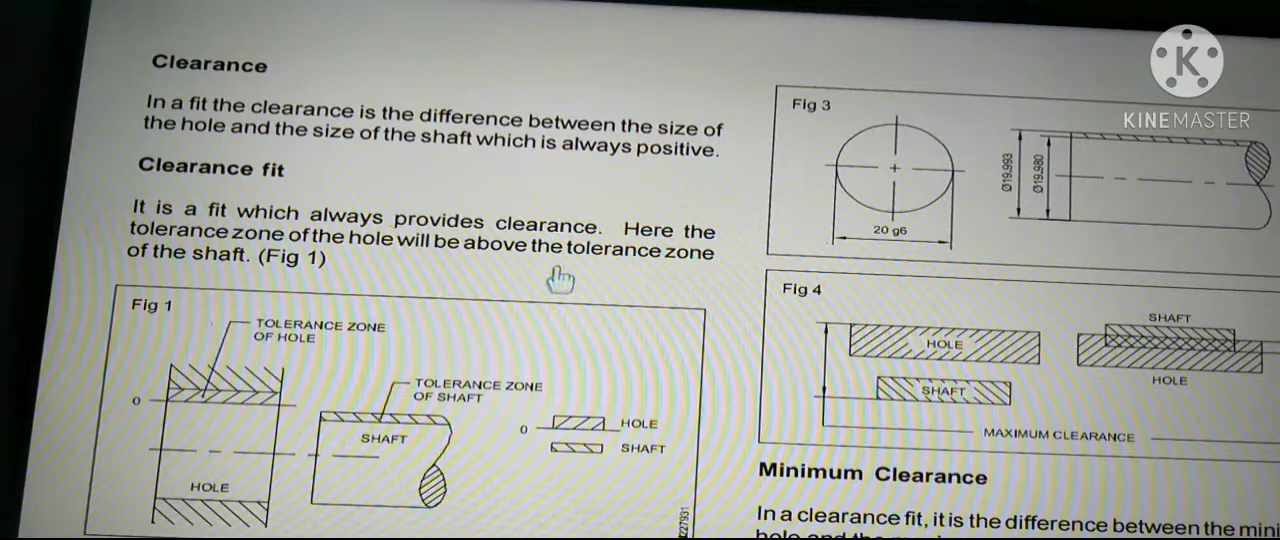 Clearance
In a fit the clearance is the difference between the size of
the hole and the size of the shaft which is always positive.
Clearance fit
It is a fit which always provides clearance. Here the
tolerance zone of the hole will be above the tolerance zone
of the shaft. (Fig 1)
Fig 1
TOLERANCE ZONE
OF HOLE
TOLERANCE ZONE
OF SHAFT
0
SHAFT
0
HOLE
SHAFT
HOLE
Fig 3
Ø19.993
Ø19.980
20 g6
K
KINEMASTER
Fig 4
SHAFT
HOLE
SHAFT
HOLE
MAXIMUM CLEARANCE
Minimum Clearance
In a clearance fit, it is the difference between the mini
hole and the